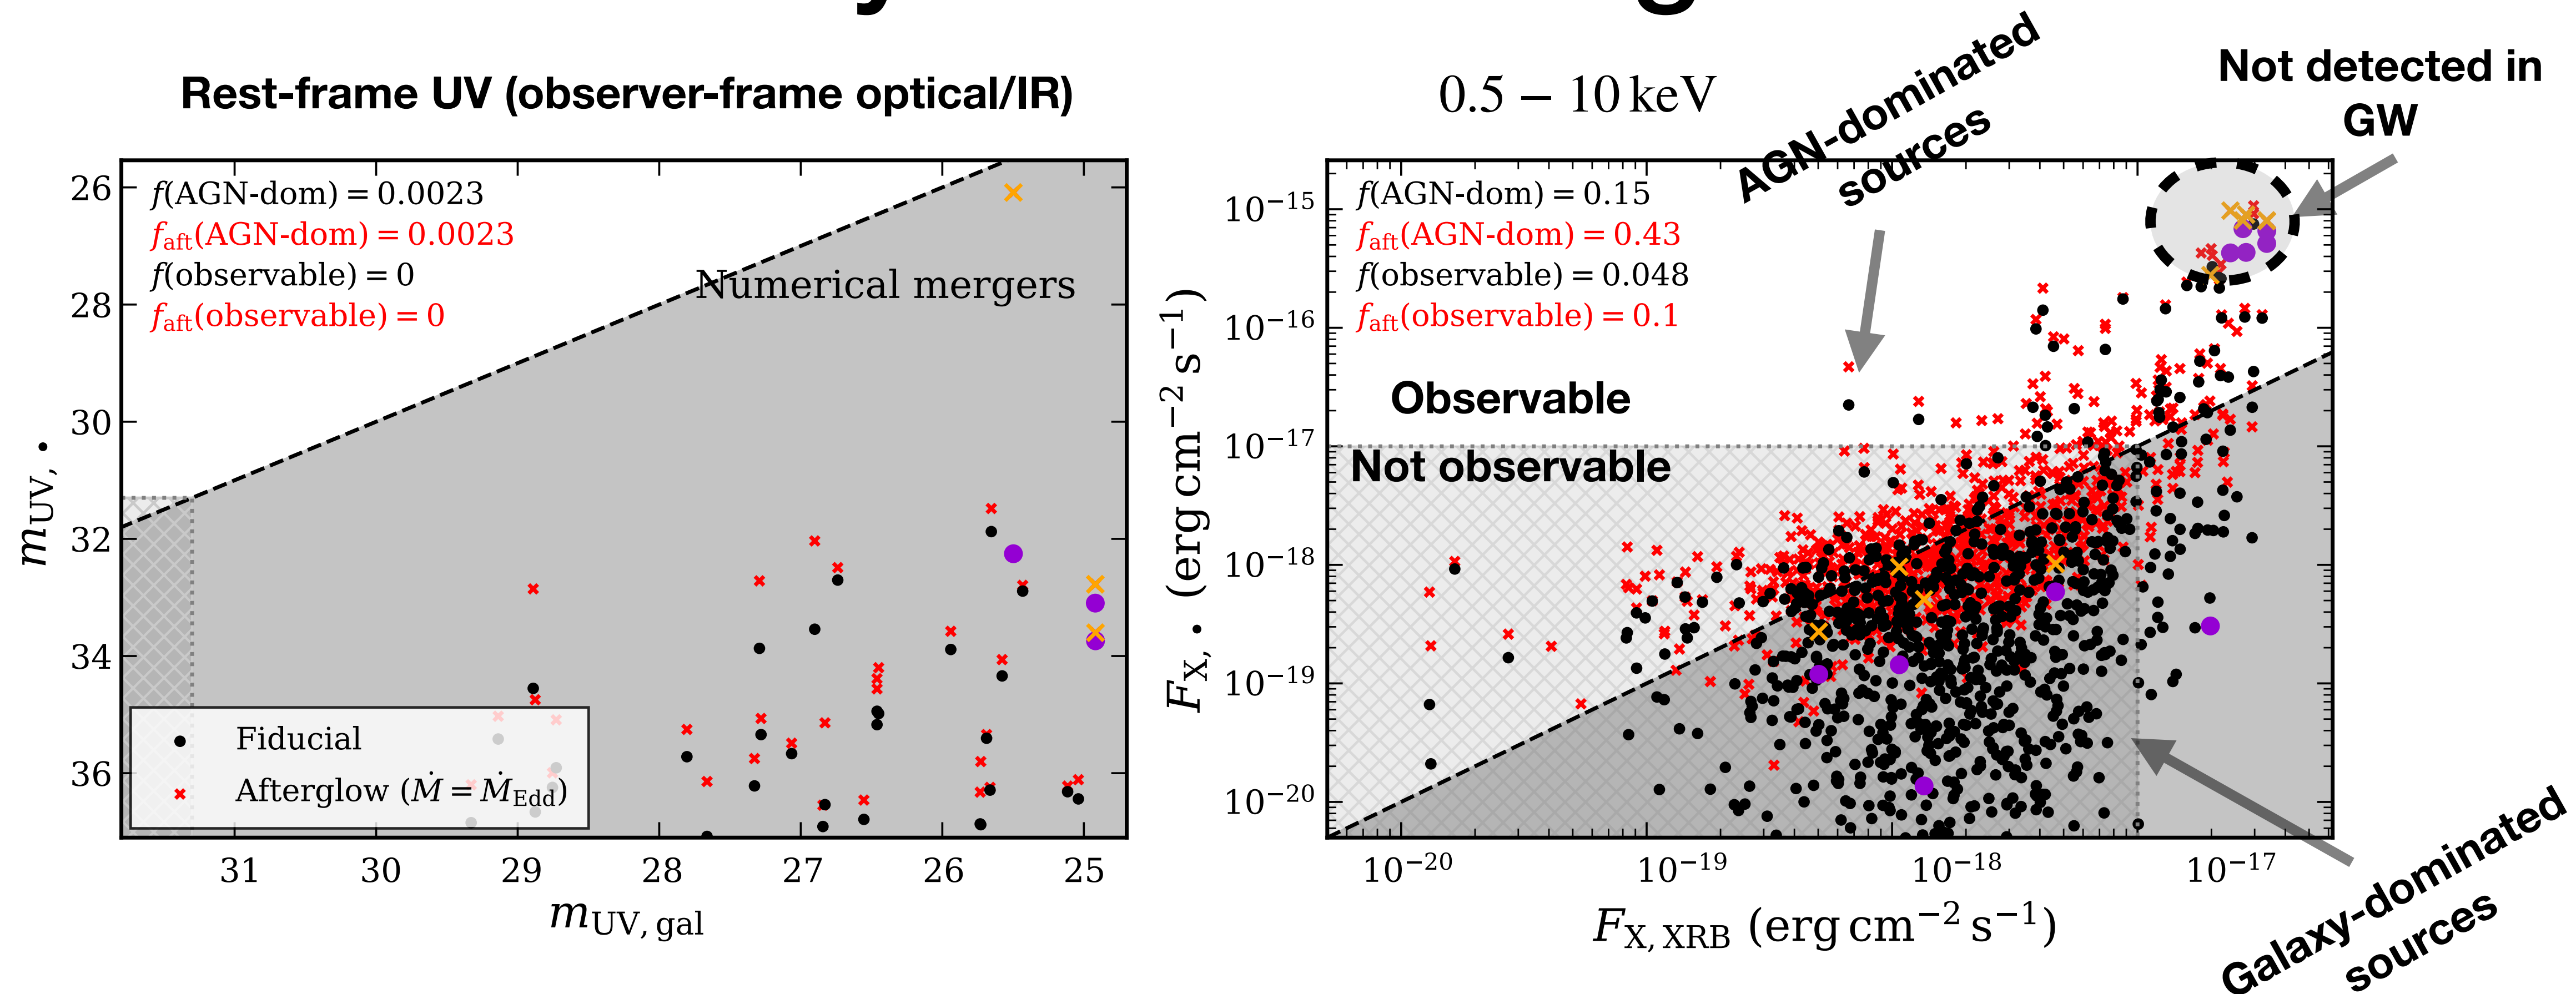 Rest-frame UV (observer-frame optical/IR)
f(AGN-dom) = 0.0023
f_aft(AGN-dom) = 0.0023
f(observable) = 0
f_aft(observable) = 0
Numerical mergers
Fiducial
Afterglow (Ṁ = Ṁ_Edd)
26
28
30
32
34
36
m_UV, •
31
30
29
28
27
26
25
m_UV, gal
0.5 − 10 keV
AGN-dominated
sources
Not detected in
GW
f(AGN-dom) = 0.15
f_aft(AGN-dom) = 0.43
f(observable) = 0.048
f_aft(observable) = 0.1
Observable
Not observable
10⁻¹⁵
10⁻¹⁶
10⁻¹⁷
10⁻¹⁸
10⁻¹⁹
10⁻²⁰
F_X, • (erg cm⁻² s⁻¹)
10⁻²⁰
10⁻¹⁹
10⁻¹⁸
10⁻¹⁷
F_X, XRB (erg cm⁻² s⁻¹)
Galaxy-dominated
sources